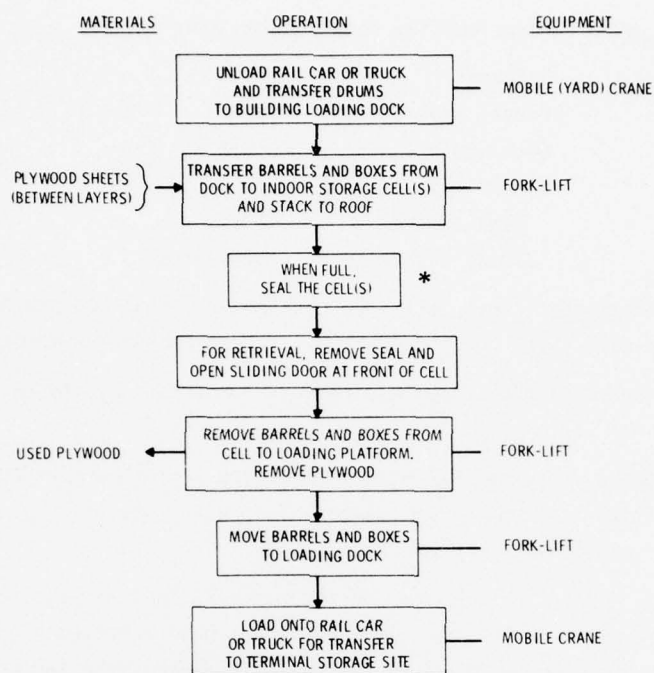 MATERIALS OPERATION EQUIPMENT
UNLOAD RAIL CAR OR TRUCK
AND TRANSFER DRUMS
TO BUILDING LOADING DOCK
MOBILE (YARD) CRANE
PLYWOOD SHEETS
(BETWEEN LAYERS)
TRANSFER BARRELS AND BOXES FROM
DOCK TO INDOOR STORAGE CELL(S)
AND STACK TO ROOF
FORK-LIFT
WHEN FULL,
SEAL THE CELL(S)
*
FOR RETRIEVAL, REMOVE SEAL AND
OPEN SLIDING DOOR AT FRONT OF CELL
USED PLYWOOD
REMOVE BARRELS AND BOXES FROM
CELL TO LOADING PLATFORM.
REMOVE PLYWOOD
FORK-LIFT
MOVE BARRELS AND BOXES
TO LOADING DOCK
FORK-LIFT
LOAD ONTO RAIL CAR
OR TRUCK FOR TRANSFER
TO TERMINAL STORAGE SITE
MOBILE CRANE